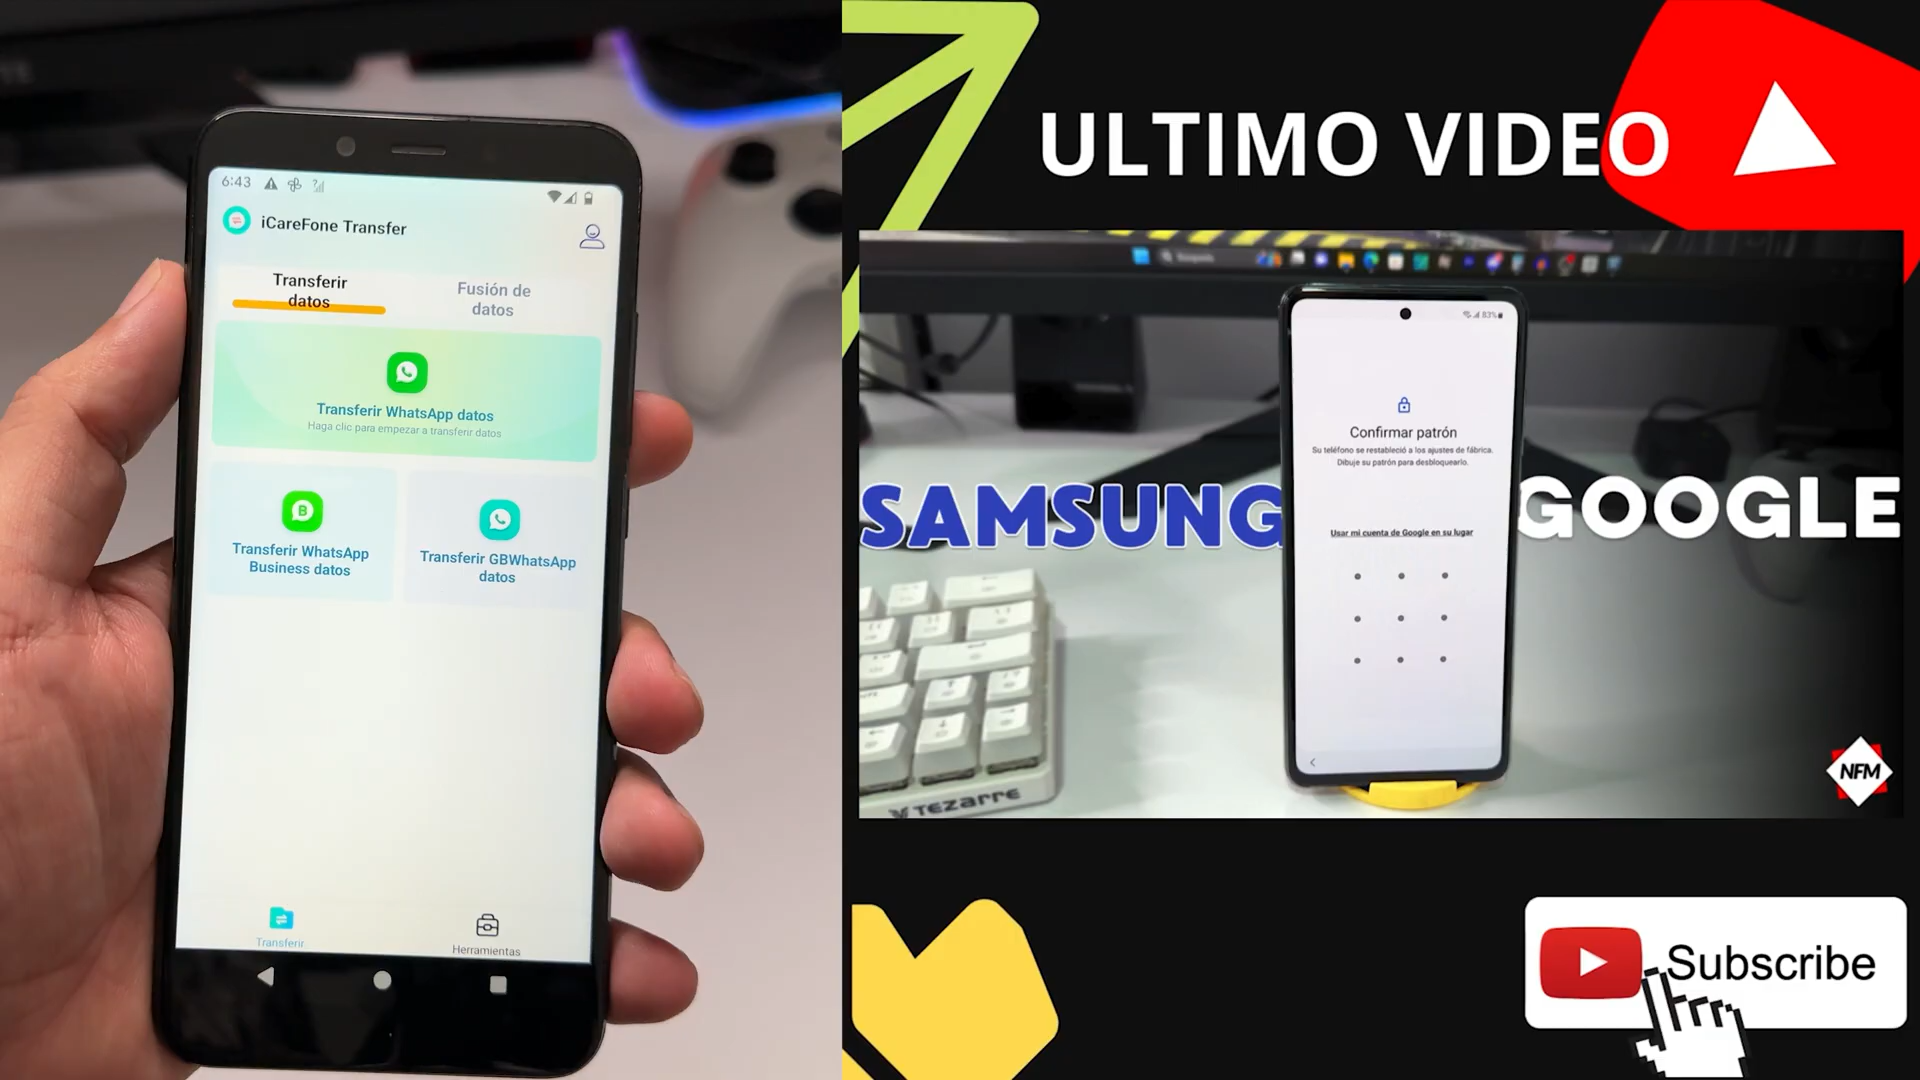 6:43
iCareFone Transfer
Transferir
datos
Fusión de
datos
Transferir WhatsApp datos
Haga clic para empezar a transferir datos
B
Transferir WhatsApp
Business datos
Transferir GBWhatsApp
datos
Transferir
Herramientas
ULTIMO VIDEO
83%
Confirmar patrón
Su teléfono se restableció a los ajustes de fábrica.
Dibuje su patrón para desbloquearlo.
Usar mi cuenta de Google en su lugar
SAMSUNG
GOOGLE
TEZARRE
NFM
Subscribe